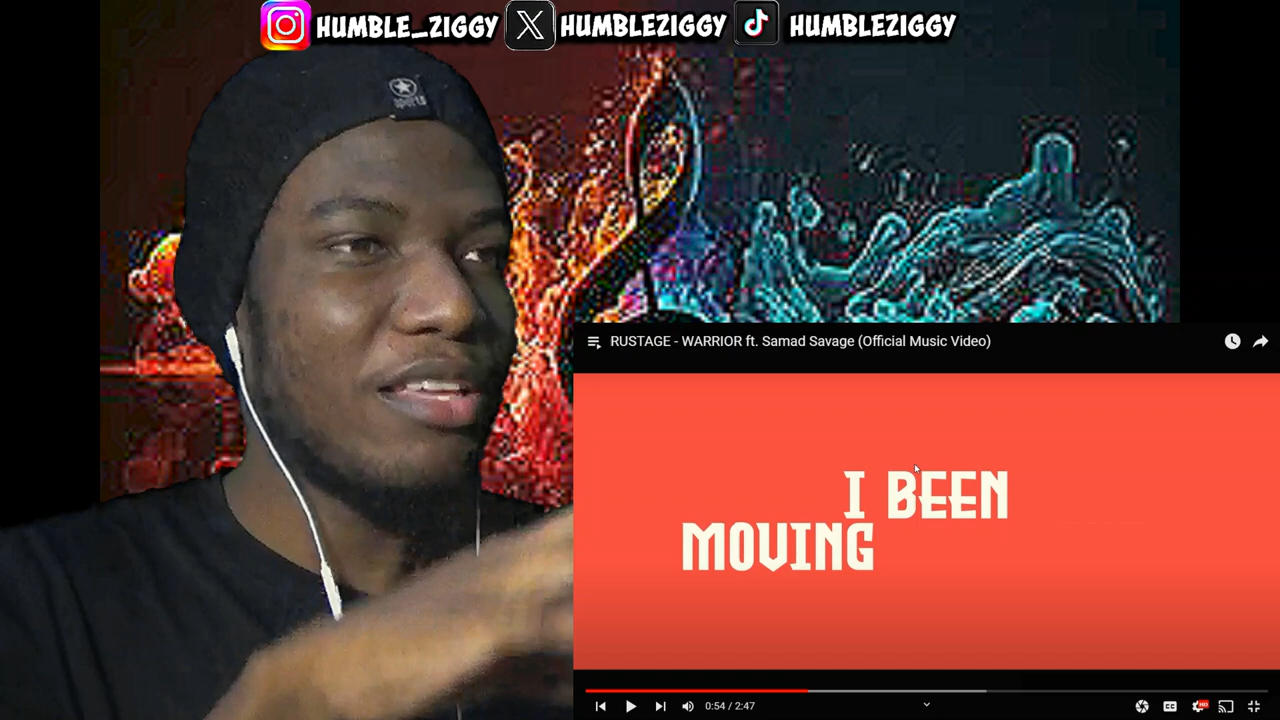 HUMBLE_ZIGGY HUMBLEZIGGY HUMBLEZIGGY
RUSTAGE - WARRIOR ft. Samad Savage (Official Music Video)
I BEEN
MOVING
0:54 / 2:47